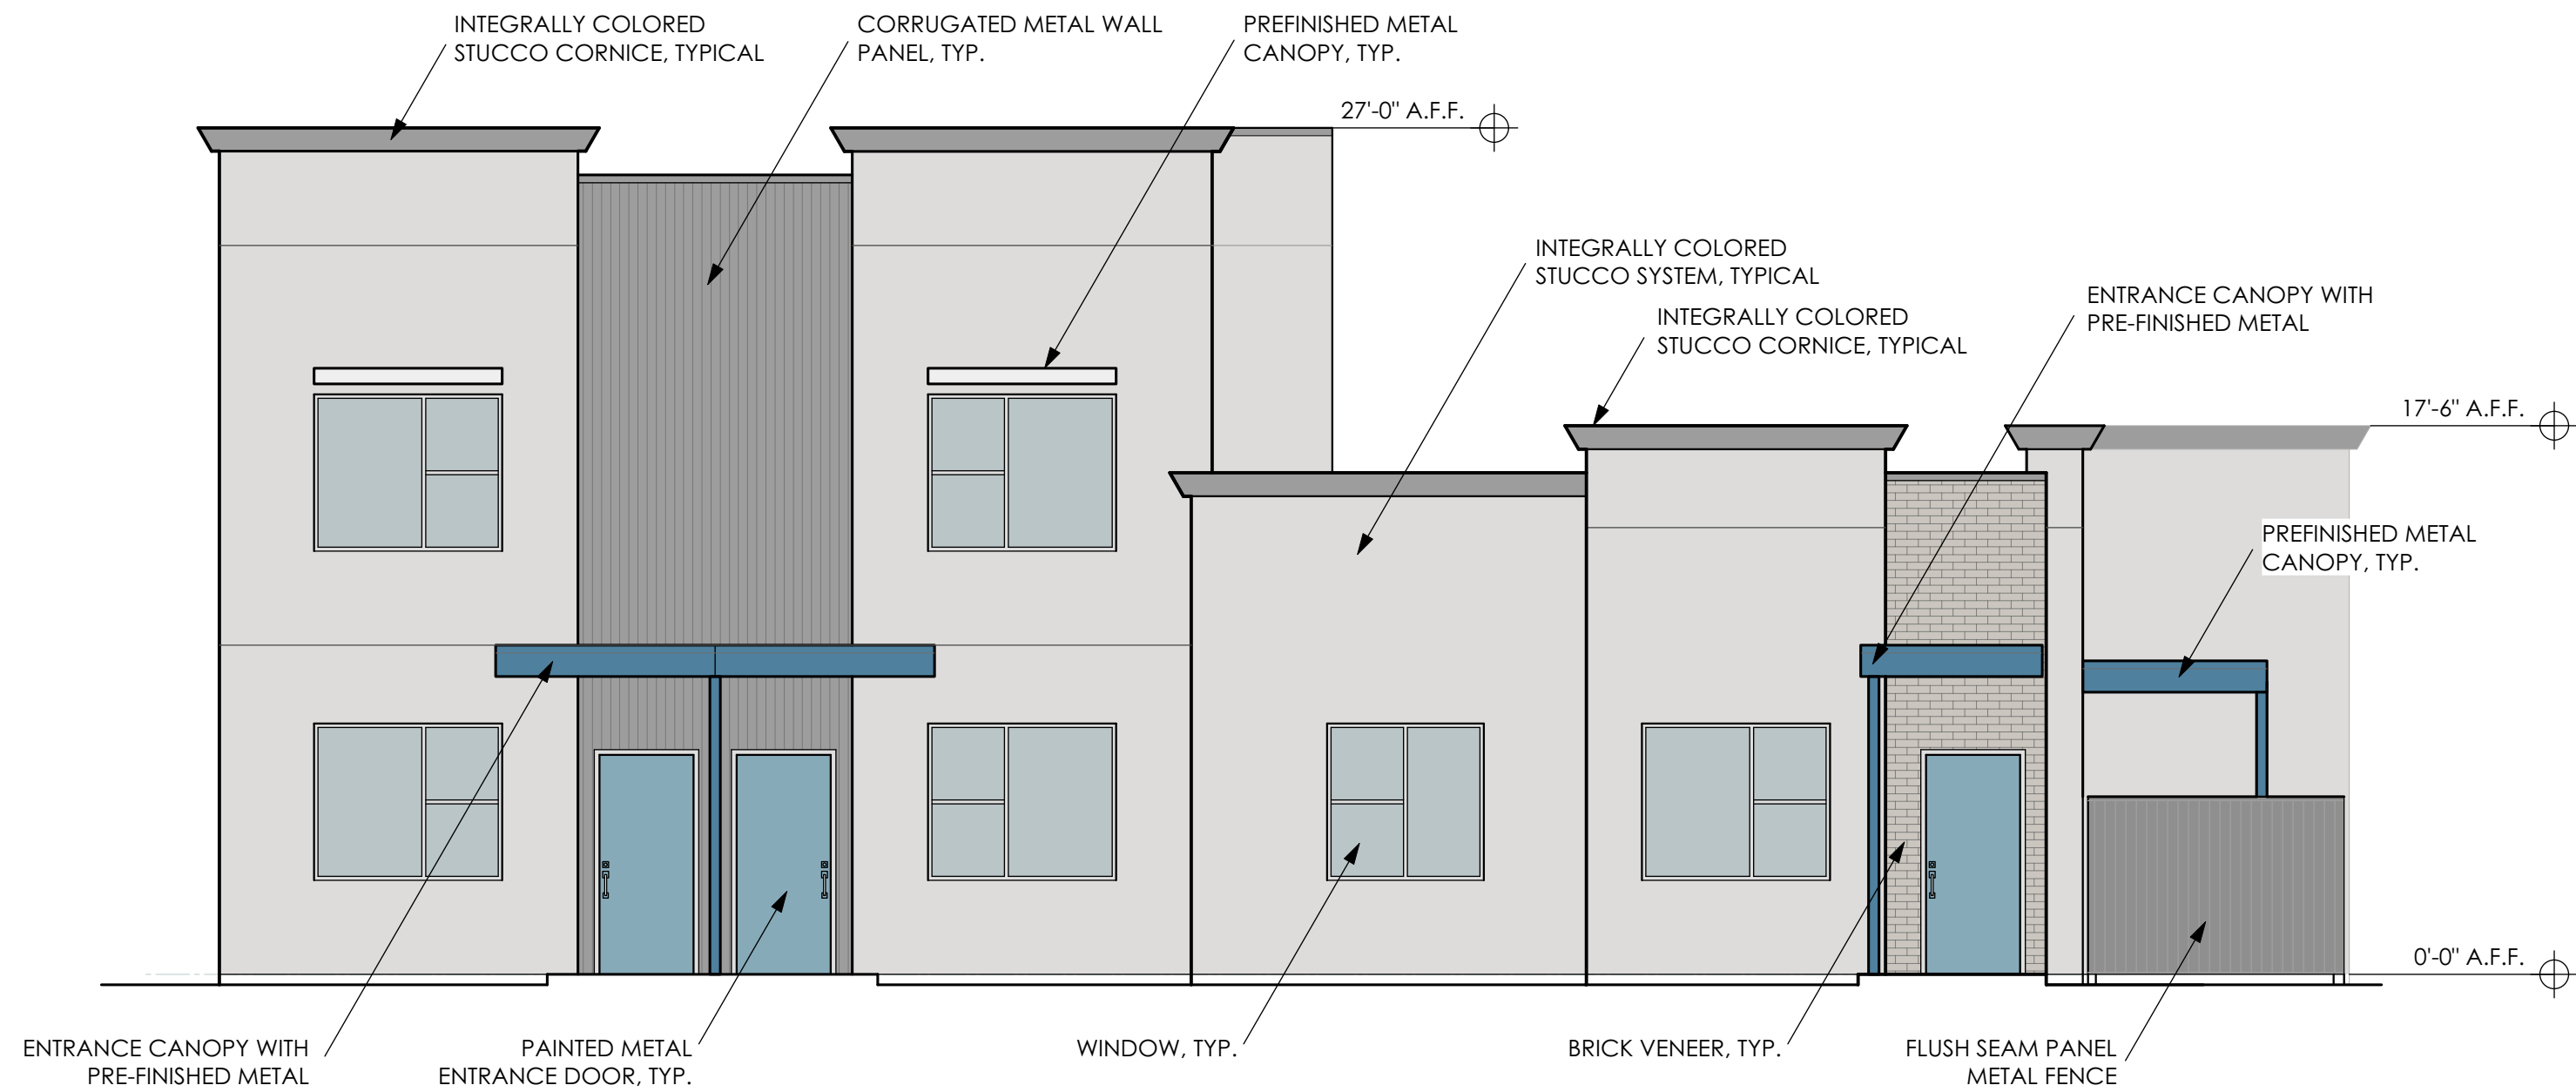 INTEGRALLY COLORED
STUCCO CORNICE, TYPICAL
CORRUGATED METAL WALL
PANEL, TYP.
PREFINISHED METAL
CANOPY, TYP.
27'-0" A.F.F.
INTEGRALLY COLORED
STUCCO SYSTEM, TYPICAL
INTEGRALLY COLORED
STUCCO CORNICE, TYPICAL
ENTRANCE CANOPY WITH
PRE-FINISHED METAL
17'-6" A.F.F.
PREFINISHED METAL
CANOPY, TYP.
0'-0" A.F.F.
ENTRANCE CANOPY WITH
PRE-FINISHED METAL
PAINTED METAL
ENTRANCE DOOR, TYP.
WINDOW, TYP.
BRICK VENEER, TYP.
FLUSH SEAM PANEL
METAL FENCE